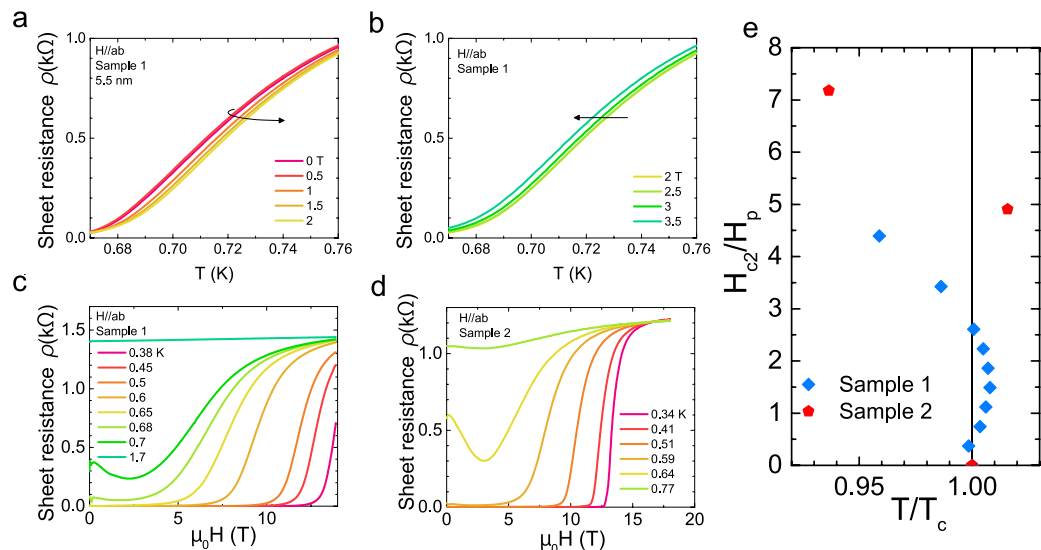 a
H//ab
Sample 1
5.5 nm
Sheet resistance ρ(kΩ)
1.0
0.5
0.0
0.68 0.70 0.72 0.74 0.76
T (K)
0 T
0.5
1
1.5
2
b
H//ab
Sample 1
Sheet resistance ρ(kΩ)
1.0
0.5
0.0
0.68 0.70 0.72 0.74 0.76
T (K)
2 T
2.5
3
3.5
c
H//ab
Sample 1
Sheet resistance ρ(kΩ)
1.5
1.0
0.5
0.0
0 5 10
μ₀H (T)
0.38 K
0.45
0.5
0.6
0.65
0.68
0.7
1.7
d
H//ab
Sample 2
Sheet resistance ρ(kΩ)
1.0
0.5
0.0
0 5 10 15 20
μ₀H (T)
0.34 K
0.41
0.51
0.59
0.64
0.77
e
H_c2/H_p
8
7
6
5
4
3
2
1
0
0.95 1.00
T/T_c
Sample 1
Sample 2